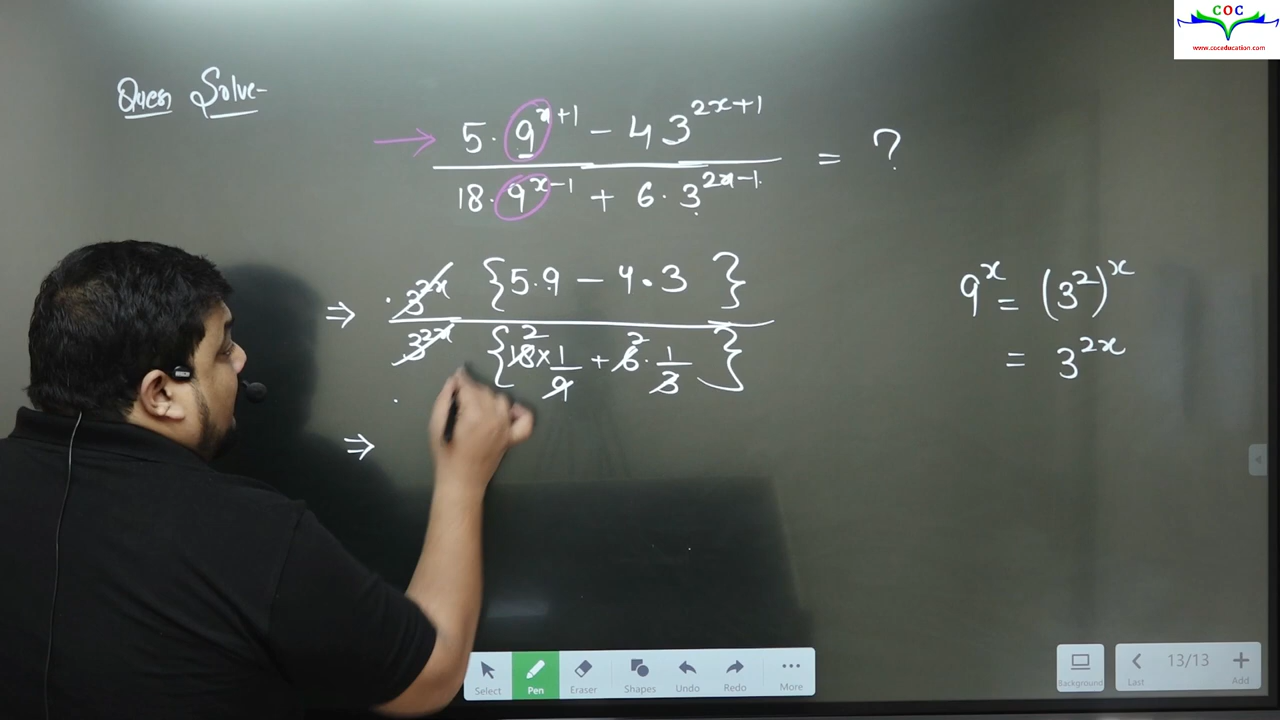 COC
www.coceducation.com
Ques Solve-
5. 9^{x+1} - 4 3^{2x+1}
18. 9^{x-1} + 6. 3^{2x-1}
= ?
⇒ 3^{2x} {5.9 - 4.3 }
3^{2x} {18 2 × 1/9 + 6 2 . 1/3 }
⇒
9^x = (3^2)^x
= 3^{2x}
Select
Pen
Eraser
Shapes
Undo
Redo
More
Background
Last
13/13
Add